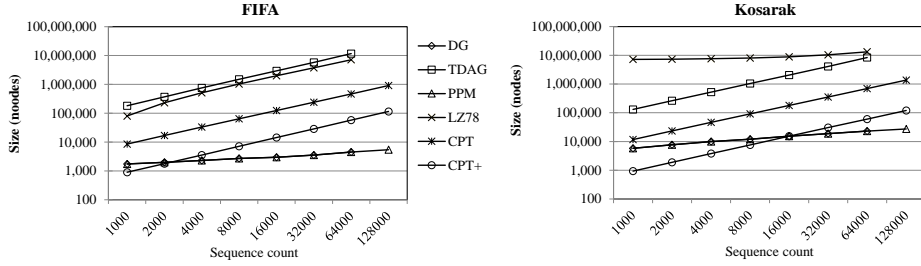 FIFA
Size (noodes)
100,000,000
10,000,000
1,000,000
100,000
10,000
1,000
100
1000
2000
4000
8000
16000
32000
64000
128000
Sequence count
DG
TDAG
PPM
LZ78
CPT
CPT+
Kosarak
Size (nodes)
100,000,000
10,000,000
1,000,000
100,000
10,000
1,000
100
1000
2000
4000
8000
16000
32000
64000
128000
Sequence count